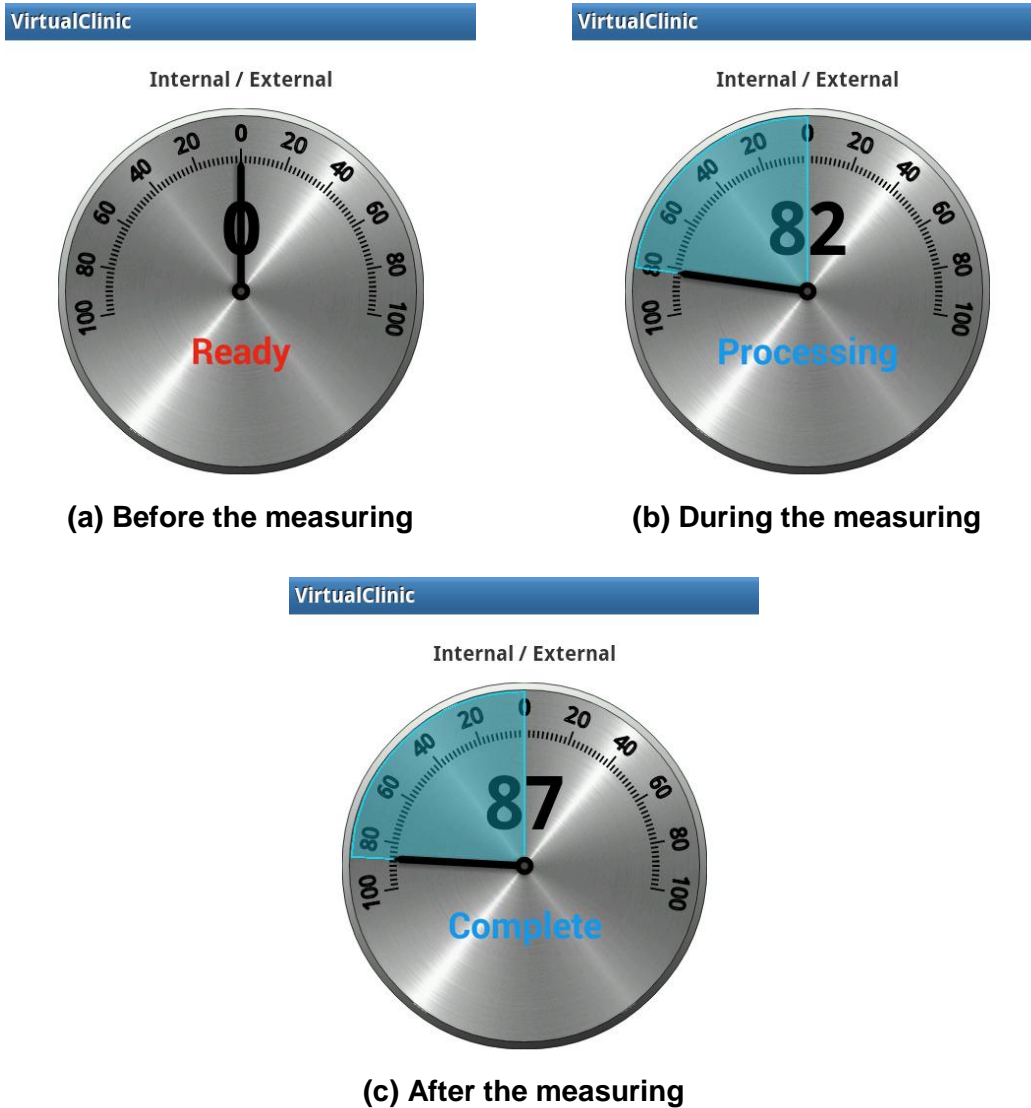 VirtualClinic
Internal / External
100 80 60 40 20 0 20 40 60 80 100
0
Ready
(a) Before the measuring
VirtualClinic
Internal / External
100 80 60 40 20 0 20 40 60 80 100
82
Processing
(b) During the measuring
VirtualClinic
Internal / External
100 80 60 40 20 0 20 40 60 80 100
87
Complete
(c) After the measuring